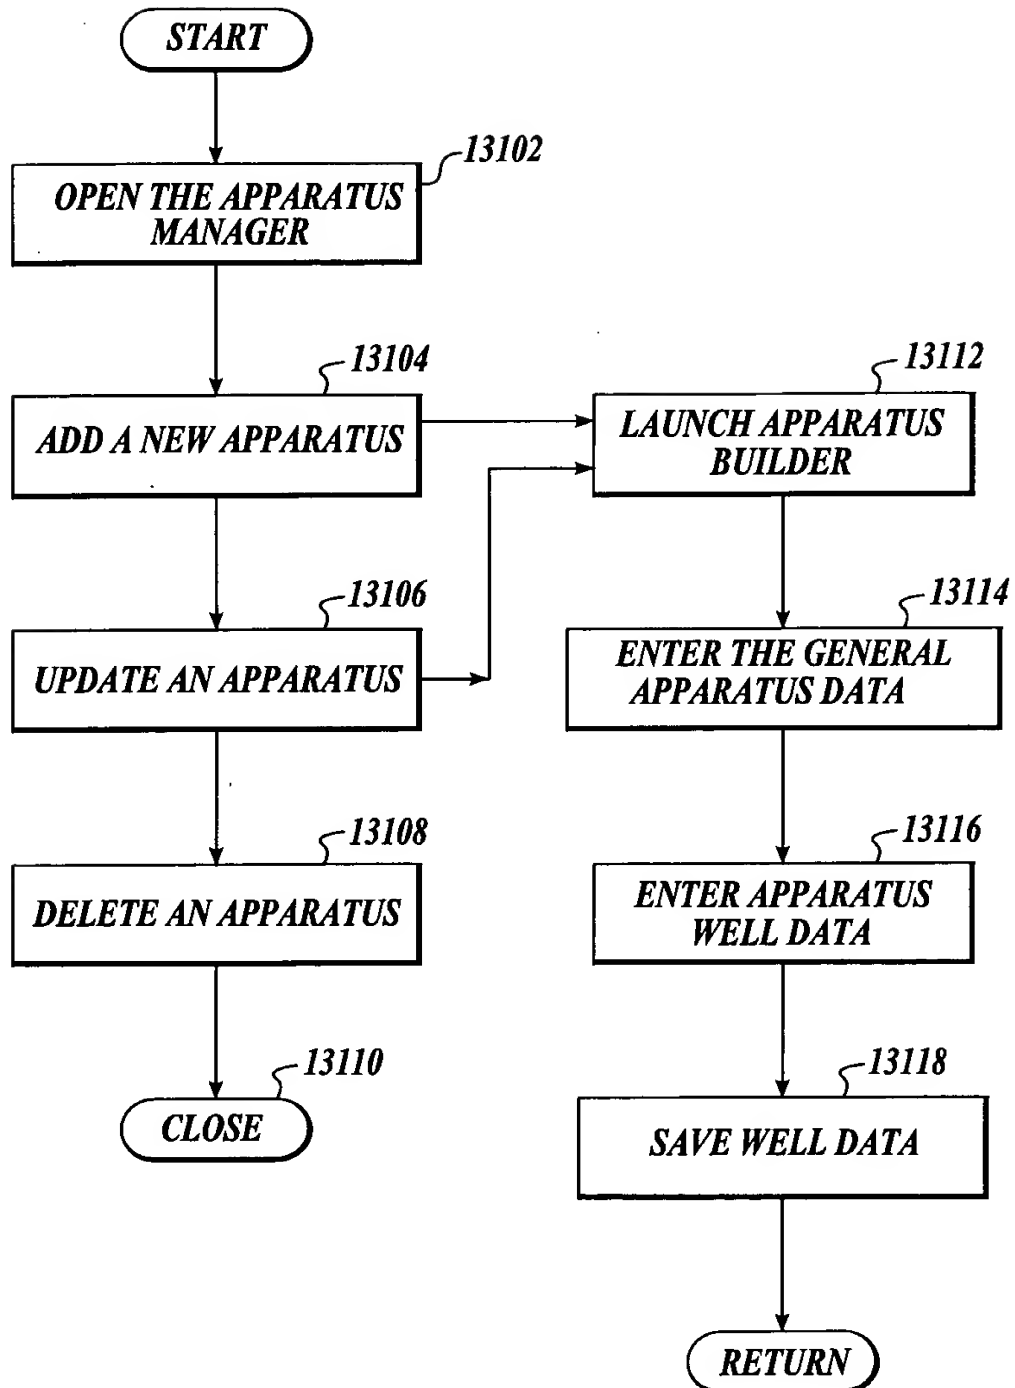 START
13102
OPEN THE APPARATUS
MANAGER
13104
ADD A NEW APPARATUS
13106
UPDATE AN APPARATUS
13108
DELETE AN APPARATUS
13110
CLOSE
13112
LAUNCH APPARATUS
BUILDER
13114
ENTER THE GENERAL
APPARATUS DATA
13116
ENTER APPARATUS
WELL DATA
13118
SAVE WELL DATA
RETURN